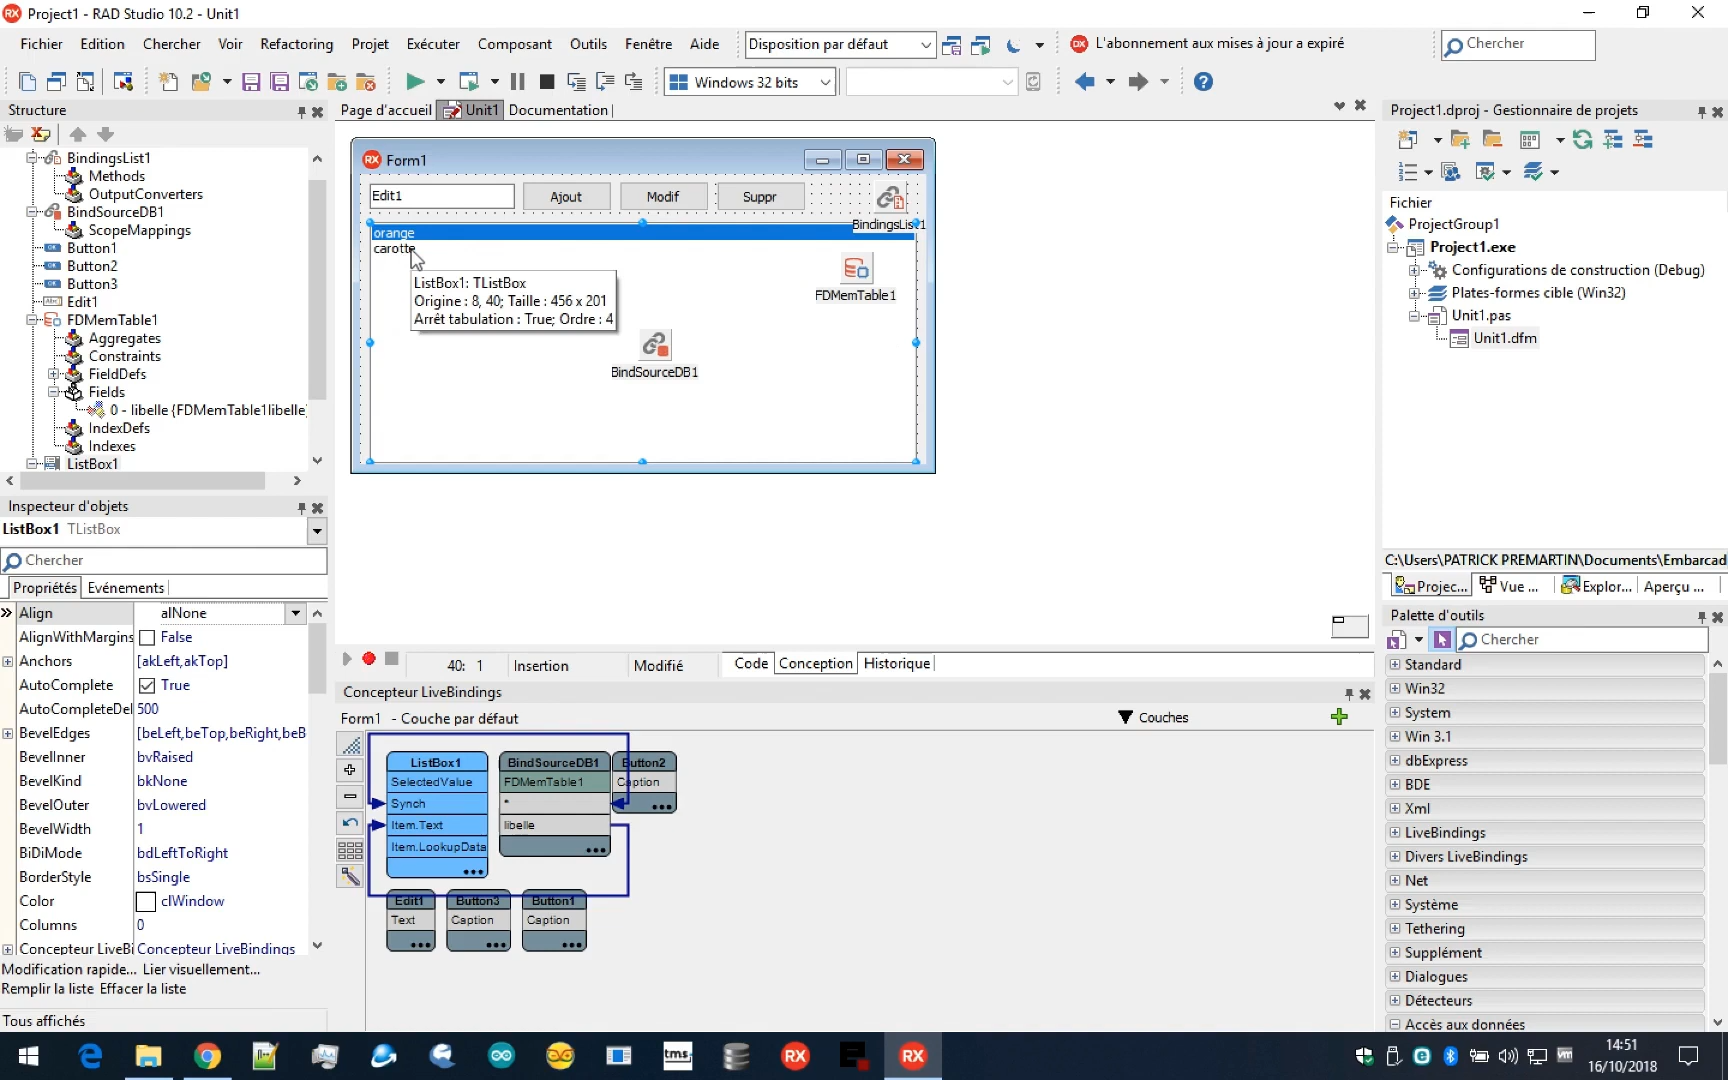 Project1 - RAD Studio 10.2 - Unit1
Fichier Edition Chercher Voir Refactoring Projet Exécuter Composant Outils Fenêtre Aide
Disposition par défaut
L'abonnement aux mises à jour a expiré
Chercher
Windows 32 bits
Structure
BindingsList1
Methods
OutputConverters
BindSourceDB1
ScopeMappings
Button1
Button2
Button3
Edit1
FDMemTable1
Aggregates
Constraints
FieldDefs
Fields
0 - libelle {FDMemTable1libelle}
IndexDefs
Indexes
ListBox1
Inspecteur d'objets
ListBox1 TListBox
Chercher
Propriétés Evénements
Align alNone
AlignWithMargins False
Anchors [akLeft,akTop]
AutoComplete True
AutoCompleteDel 500
BevelEdges [beLeft,beTop,beRight,beB
BevelInner bvRaised
BevelKind bkNone
BevelOuter bvLowered
BevelWidth 1
BiDiMode bdLeftToRight
BorderStyle bsSingle
Color clWindow
Columns 0
Concepteur LiveBi Concepteur LiveBindings
Modification rapide... Lier visuellement...
Remplir la liste Effacer la liste
Tous affichés
Page d'accueil Unit1 Documentation
Form1
Edit1 Ajout Modif Suppr
BindingsList1
orange
carotte
ListBox1: TListBox
Origine : 8, 40; Taille : 456 x 201
Arrêt tabulation : True; Ordre : 4
FDMemTable1
BindSourceDB1
40: 1 Insertion Modifié Code Conception Historique
Concepteur LiveBindings
Form1 - Couche par défaut
Couches
ListBox1
SelectedValue
Synch
Item.Text
Item.LookupData
BindSourceDB1
FDMemTable1
*
libelle
Button2
Caption
Edit1
Text
Button3
Caption
Button1
Caption
Project1.dproj - Gestionnaire de projets
Fichier
ProjectGroup1
Project1.exe
Configurations de construction (Debug)
Plates-formes cible (Win32)
Unit1.pas
Unit1.dfm
C:\Users\PATRICK PREMARTIN\Documents\Embarcad
Projec... Vue ... Explor... Aperçu ...
Palette d'outils
Chercher
Standard
Win32
System
Win 3.1
dbExpress
BDE
Xml
LiveBindings
Divers LiveBindings
Net
Système
Tethering
Supplément
Dialogues
Détecteurs
Accès aux données
tms
RX
RX
14:51
16/10/2018